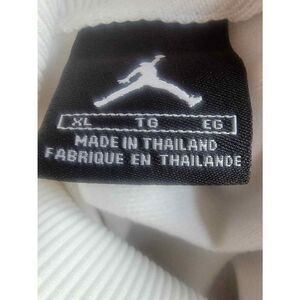 XL TG EG
MADE IN THAILAND
FABRIQUE EN THAILANDE